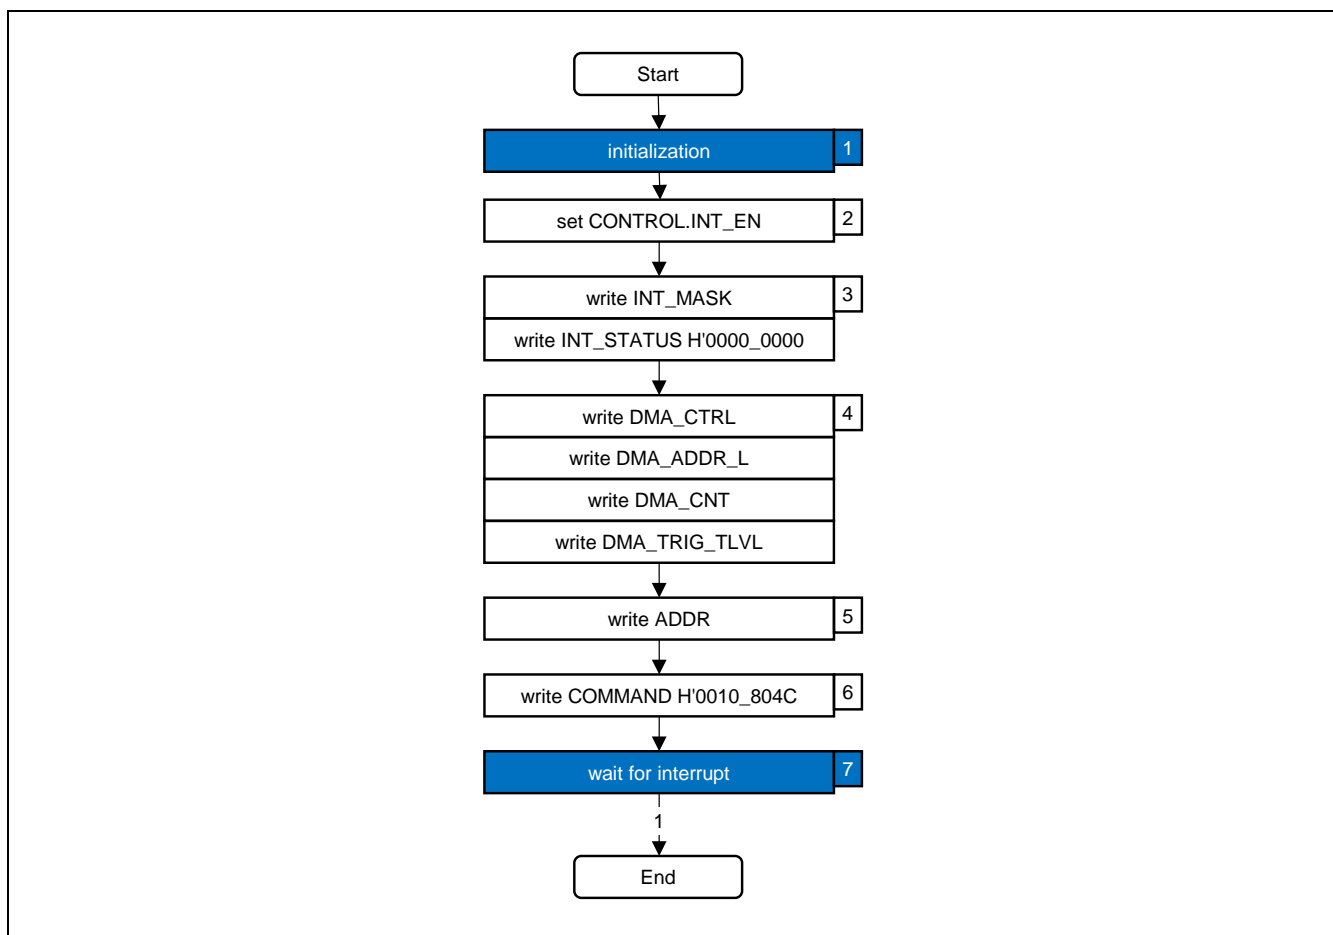 Start
initialization 1
set CONTROL.INT_EN 2
write INT_MASK 3
write INT_STATUS H'0000_0000
write DMA_CTRL 4
write DMA_ADDR_L
write DMA_CNT
write DMA_TRIG_TLVL
write ADDR 5
write COMMAND H'0010_804C 6
wait for interrupt 7
1
End